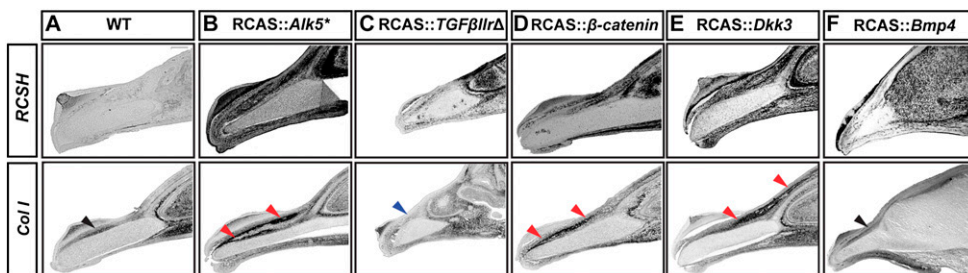 A WT
B RCAS::Alk5*
C RCAS::TGFβIIrΔ
D RCAS::β-catenin
E RCAS::Dkk3
F RCAS::Bmp4
RCSH
Col I